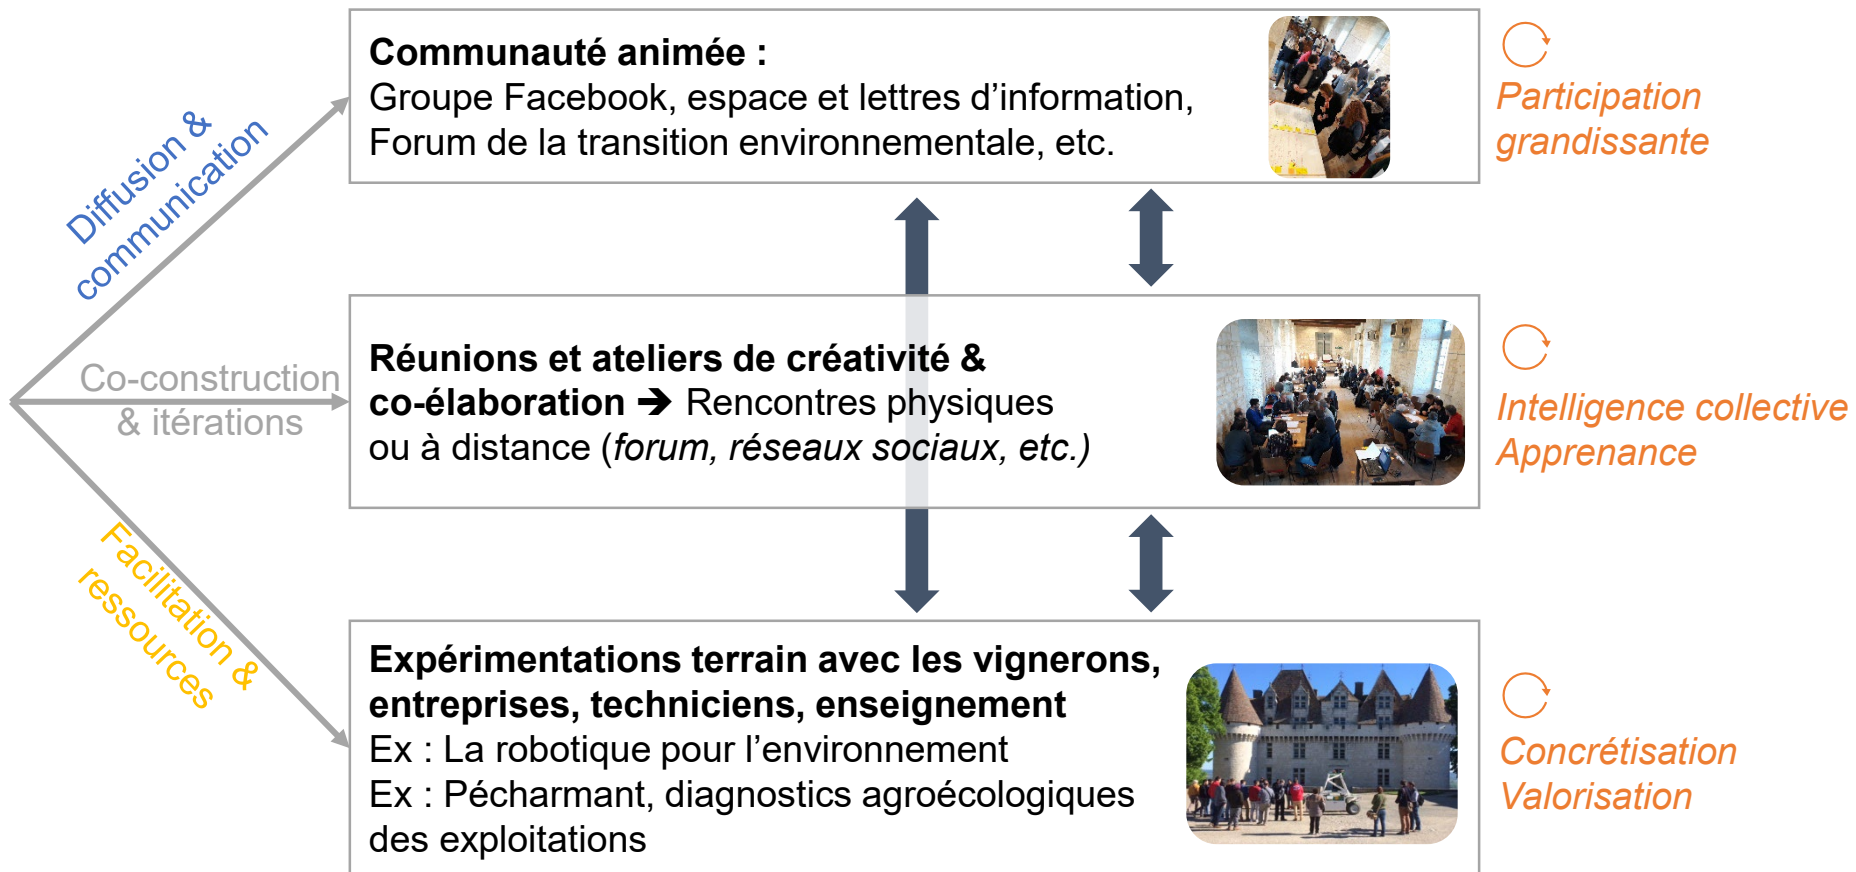 Communauté animée :
Groupe Facebook, espace et lettres d’information,
Forum de la transition environnementale, etc.
Participation
grandissante
Diffusion &
communication
Réunions et ateliers de créativité &
co-élaboration ➔ Rencontres physiques
ou à distance (forum, réseaux sociaux, etc.)
Co-construction
& itérations
Intelligence collective
Apprenance
Facilitation &
ressources
Expérimentations terrain avec les vignerons,
entreprises, techniciens, enseignement
Ex : La robotique pour l’environnement
Ex : Pécharmant, diagnostics agroécologiques
des exploitations
Concrétisation
Valorisation